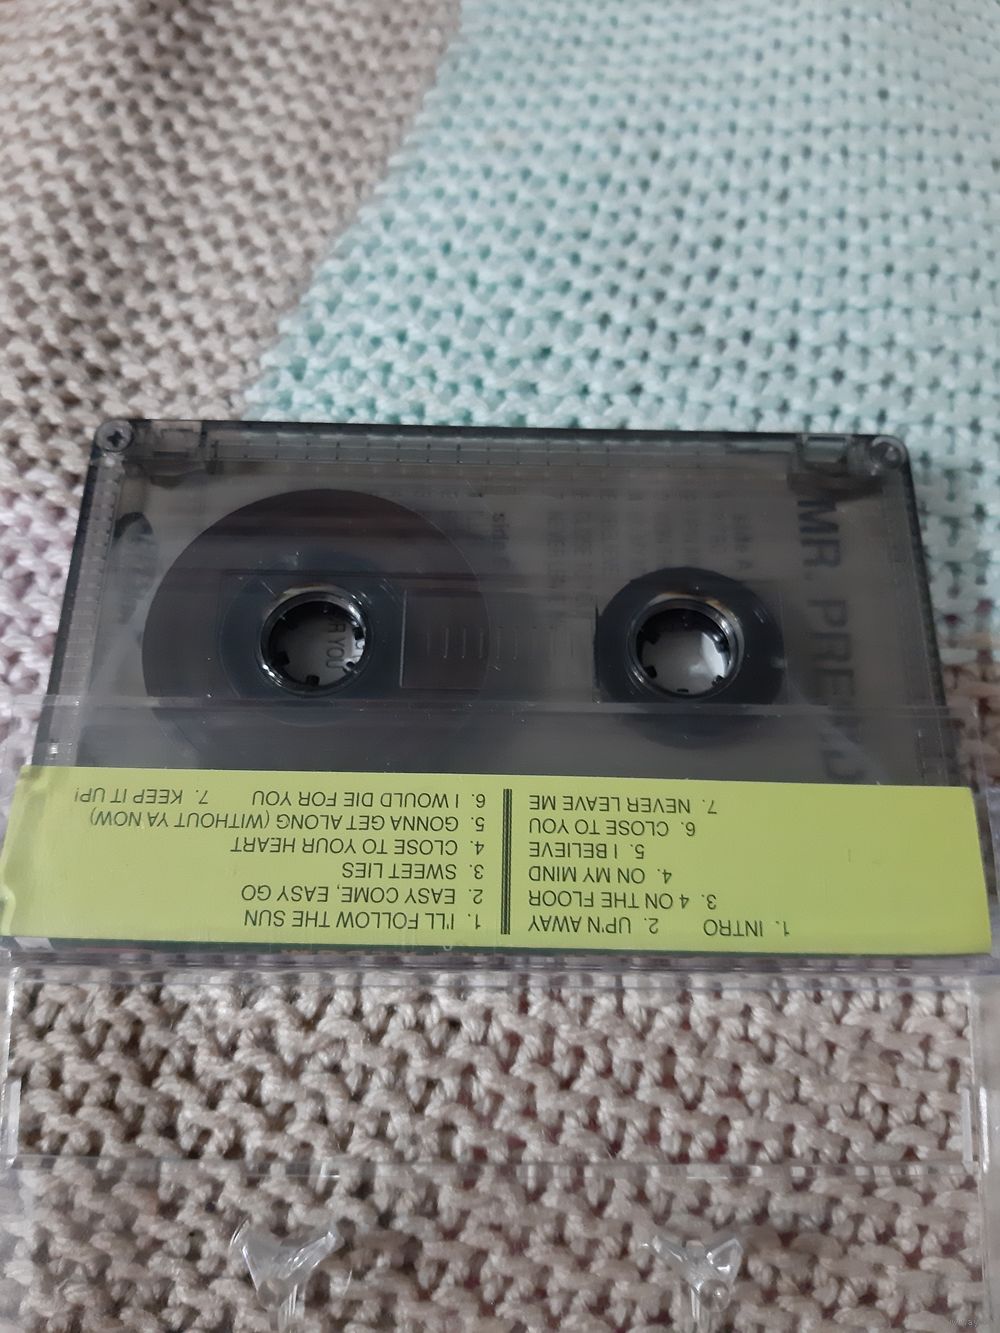 1. INTRO 2. UP'N AWAY
3. 4 ON THE FLOOR
4. ON MY MIND
5. I BELIEVE
6. CLOSE TO YOU
7. NEVER LEAVE ME
1. I'LL FOLLOW THE SUN
2. EASY COME, EASY GO
3. SWEET LIES
4. CLOSE TO YOUR HEART
5. GONNA GET ALONG (WITHOUT YA NOW)
6. I WOULD DIE FOR YOU 7. KEEP IT UP!
MR. PRE
side A
side
R YOU